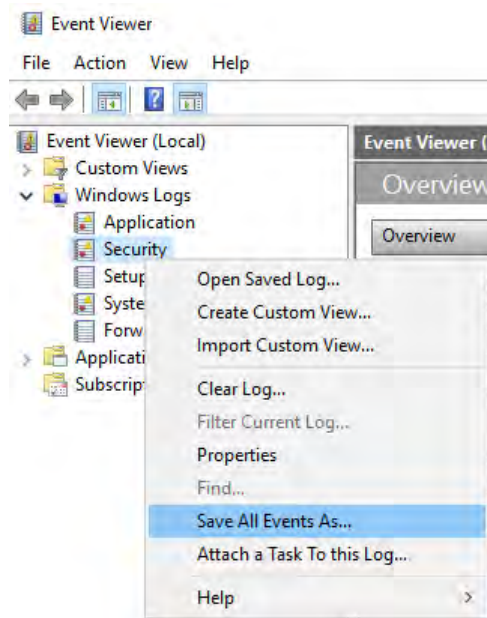 Event Viewer
File Action View Help
Event Viewer (Local)
Custom Views
Windows Logs
Application
Security
Setup
Syste
Forw
Applicati
Subscrip
Event Viewer (
Overview
Overview
Open Saved Log...
Create Custom View...
Import Custom View...
Clear Log...
Filter Current Log...
Properties
Find...
Save All Events As...
Attach a Task To this Log...
Help